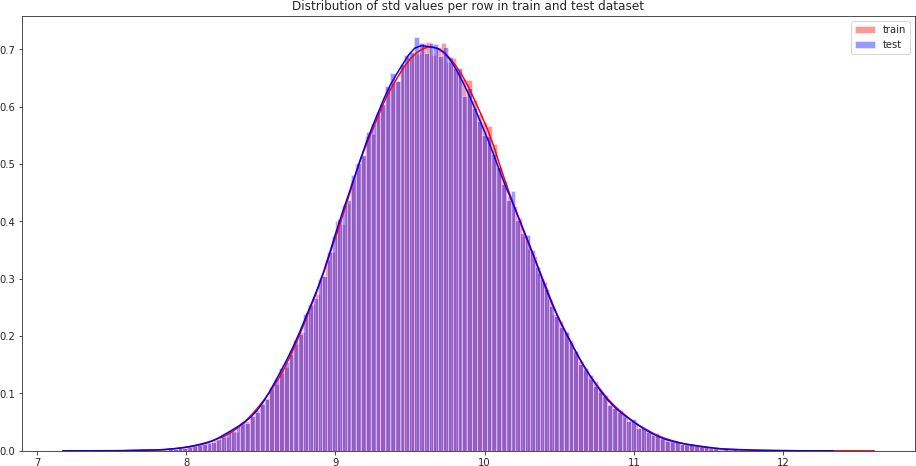 Distribution of std values per row in train and test dataset
train
test
0.7
0.6
0.5
0.4
0.3
0.2
0.1
0.0
7 8 9 10 11 12